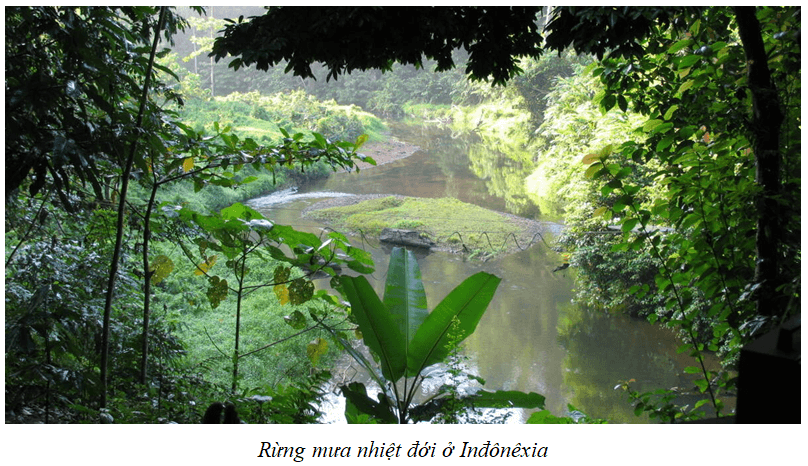 Rừng mưa nhiệt đới ở Inđônêxia